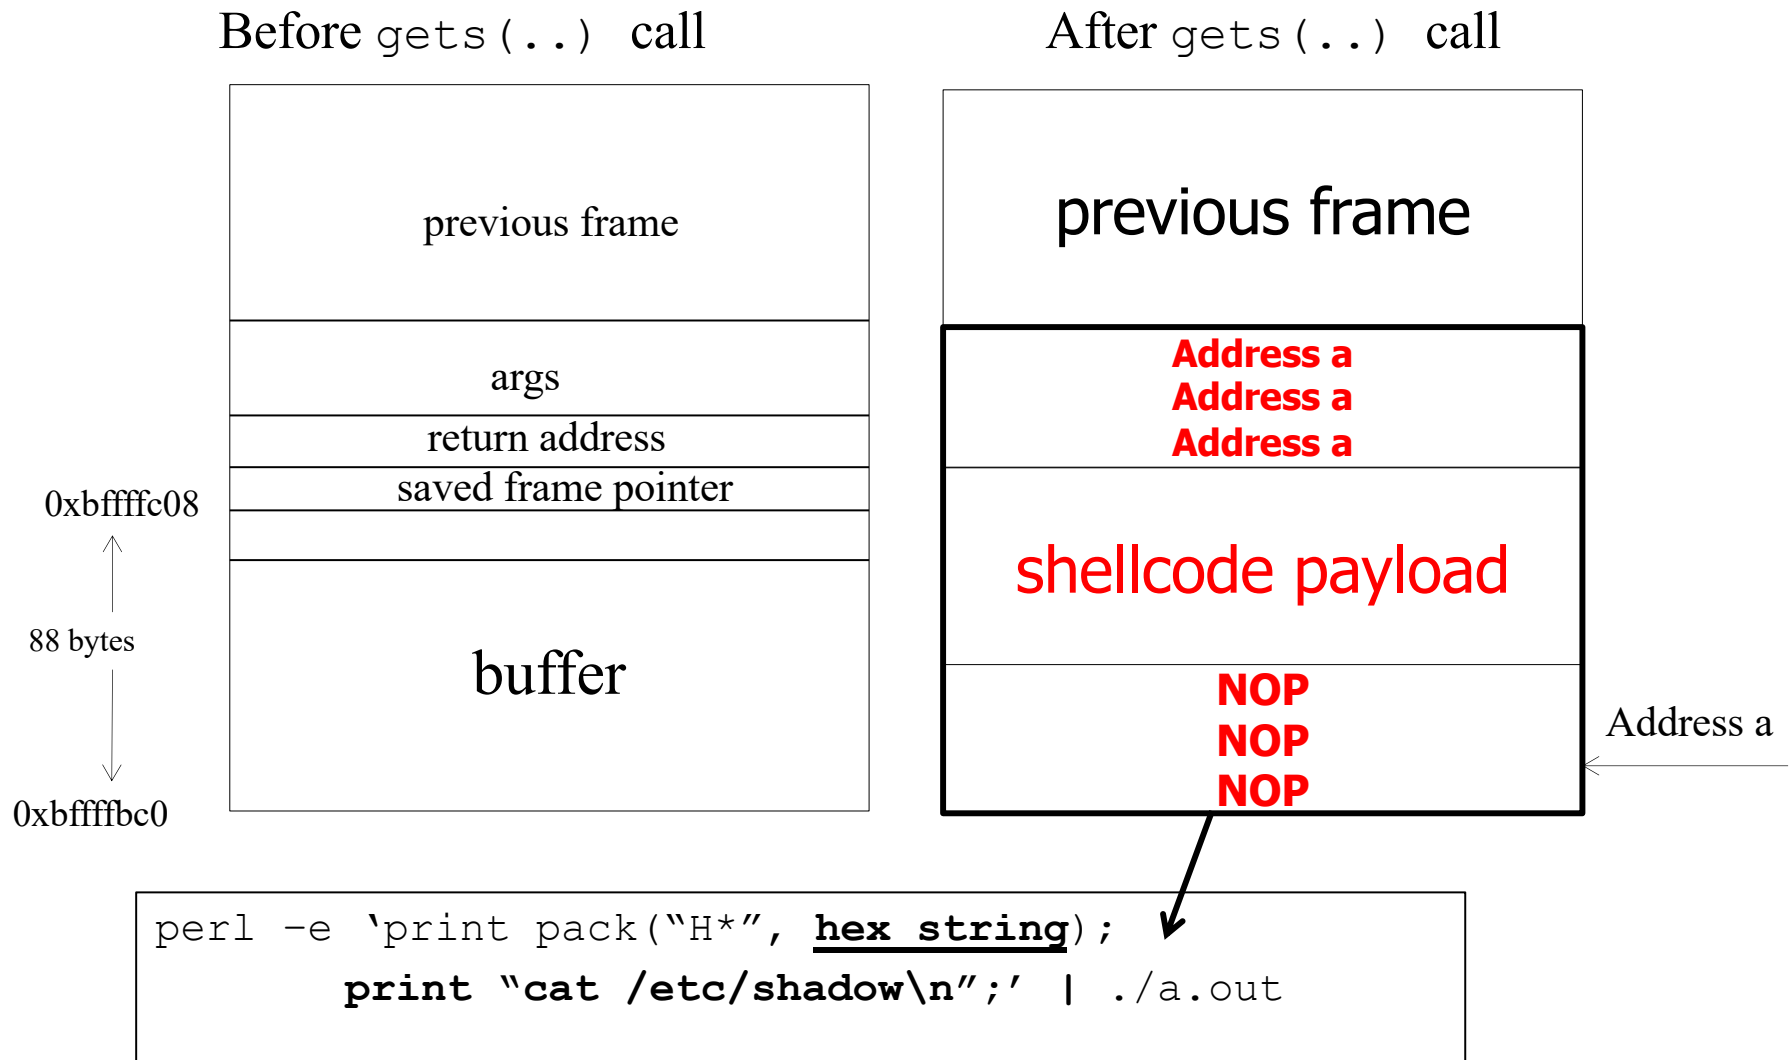 Before gets(..) call
After gets(..) call
previous frame
args
return address
saved frame pointer
0xbffffc08
88 bytes
buffer
0xbffffbc0
previous frame
Address a
Address a
Address a
shellcode payload
NOP
NOP
NOP
Address a
perl –e ‘print pack(“H*”, hex string);
print “cat /etc/shadow\n”;’ | ./a.out